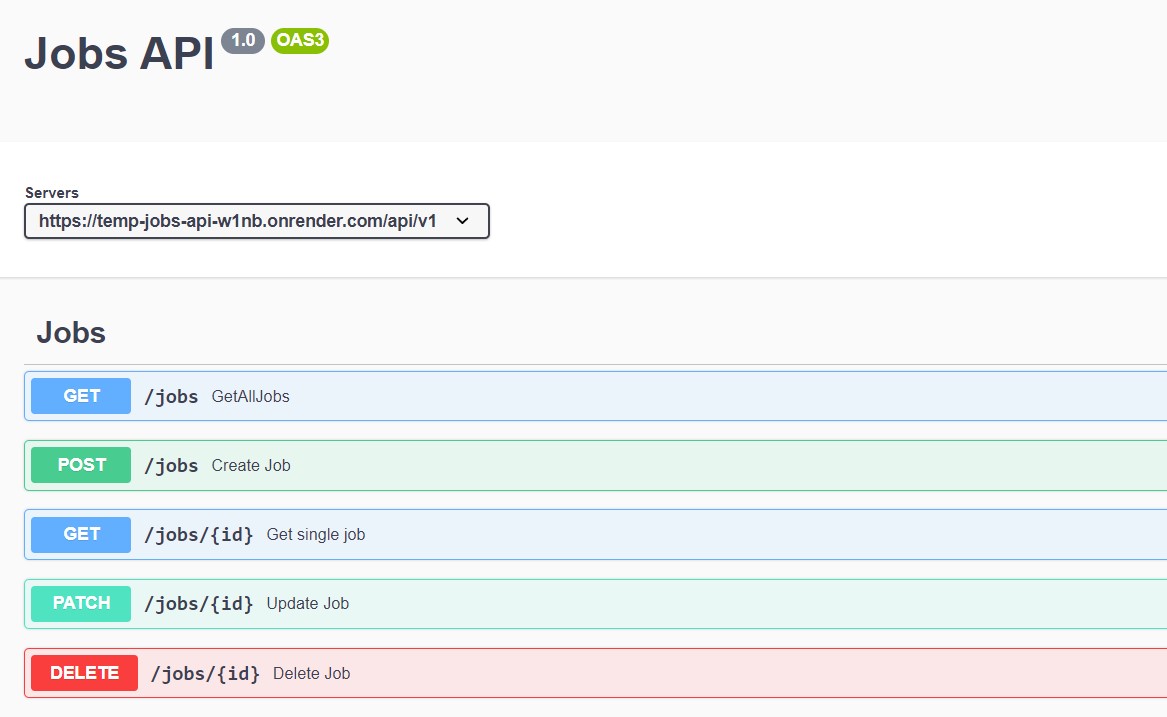 Jobs API 1.0 OAS3
Servers
https://temp-jobs-api-w1nb.onrender.com/api/v1
Jobs
GET /jobs GetAllJobs
POST /jobs Create Job
GET /jobs/{id} Get single job
PATCH /jobs/{id} Update Job
DELETE /jobs/{id} Delete Job